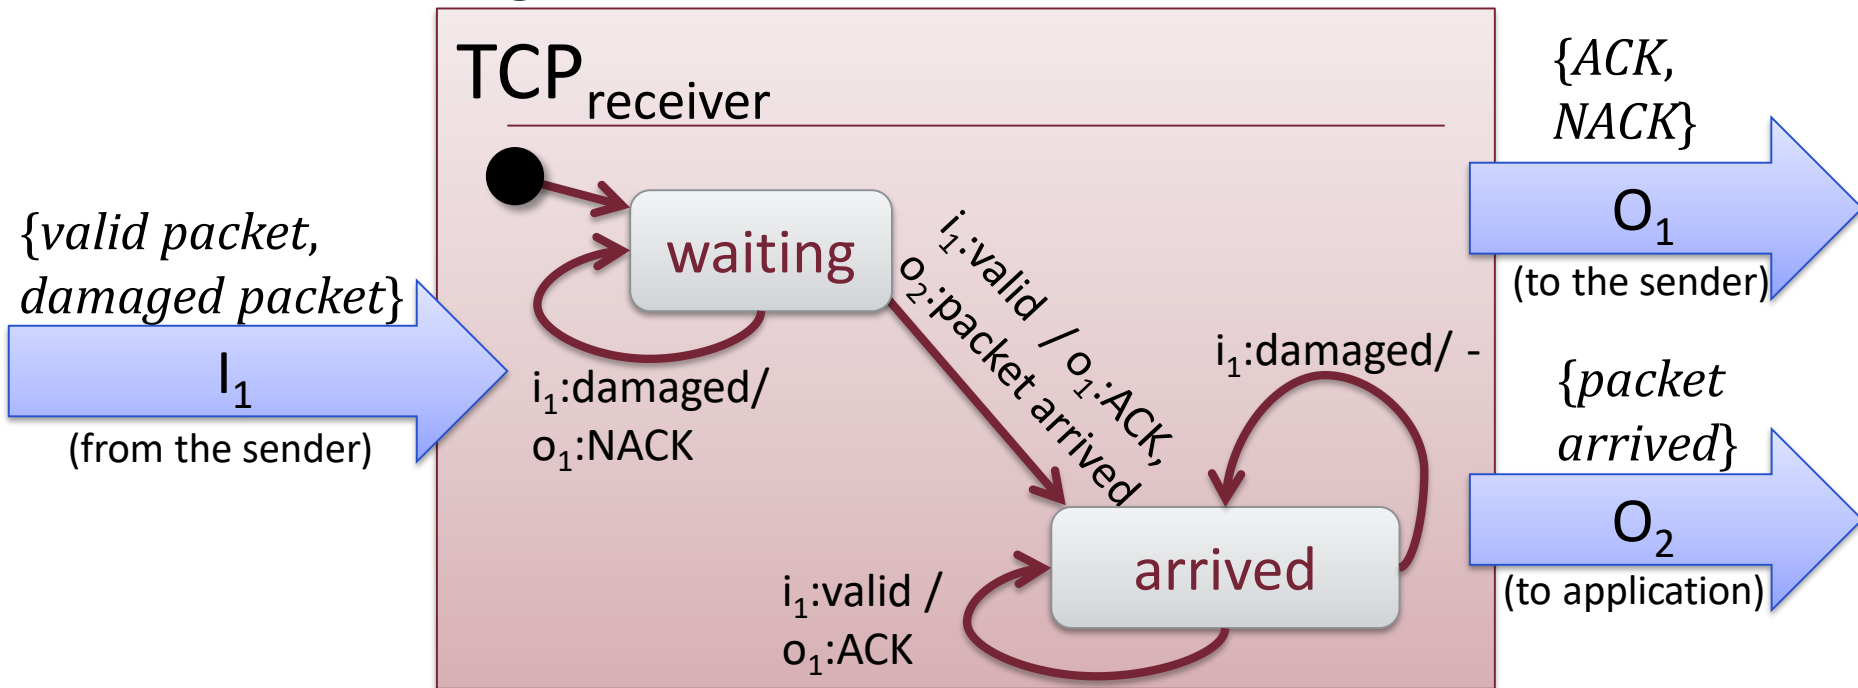 TCP receiver
{valid packet,
damaged packet}
I₁
(from the sender)
waiting
i₁:damaged/
o₁:NACK
i₁:valid / o₁:ACK,
o₂:packet arrived
i₁:damaged/ -
arrived
i₁:valid /
o₁:ACK
{ACK,
NACK}
O₁
(to the sender)
{packet
arrived}
O₂
(to application)